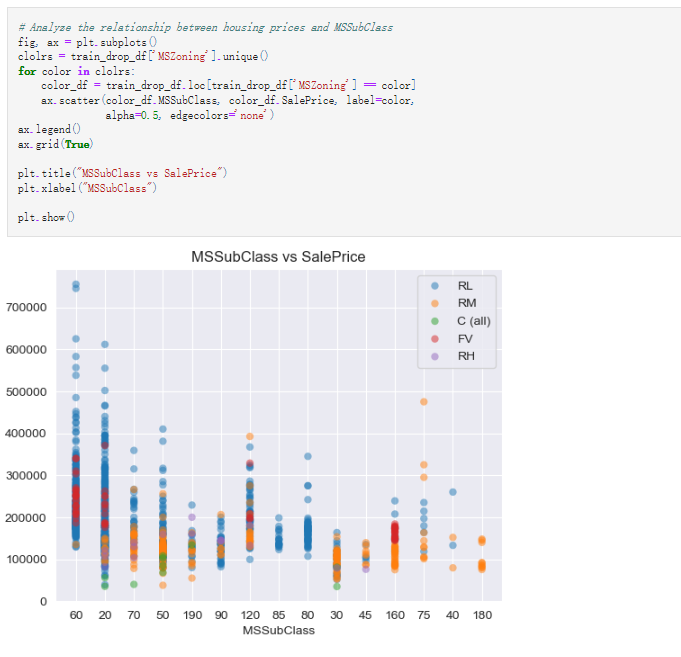 # Analyze the relationship between housing prices and MSSubClass
fig, ax = plt.subplots()
clolrs = train_drop_df['MSZoning'].unique()
for color in clolrs:
    color_df = train_drop_df.loc[train_drop_df['MSZoning'] == color]
    ax.scatter(color_df.MSSubClass, color_df.SalePrice, label=color,
               alpha=0.5, edgecolors='none')
ax.legend()
ax.grid(True)
plt.title("MSSubClass vs SalePrice")
plt.xlabel("MSSubClass")
plt.show()
MSSubClass vs SalePrice
RL
RM
C (all)
FV
RH
700000
600000
500000
400000
300000
200000
100000
0
60 20 70 50 190 90 120 85 80 30 45 160 75 40 180
MSSubClass